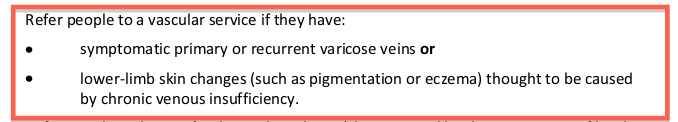 Refer people to a vascular service if they have:
• symptomatic primary or recurrent varicose veins or
• lower-limb skin changes (such as pigmentation or eczema) thought to be caused
by chronic venous insufficiency.